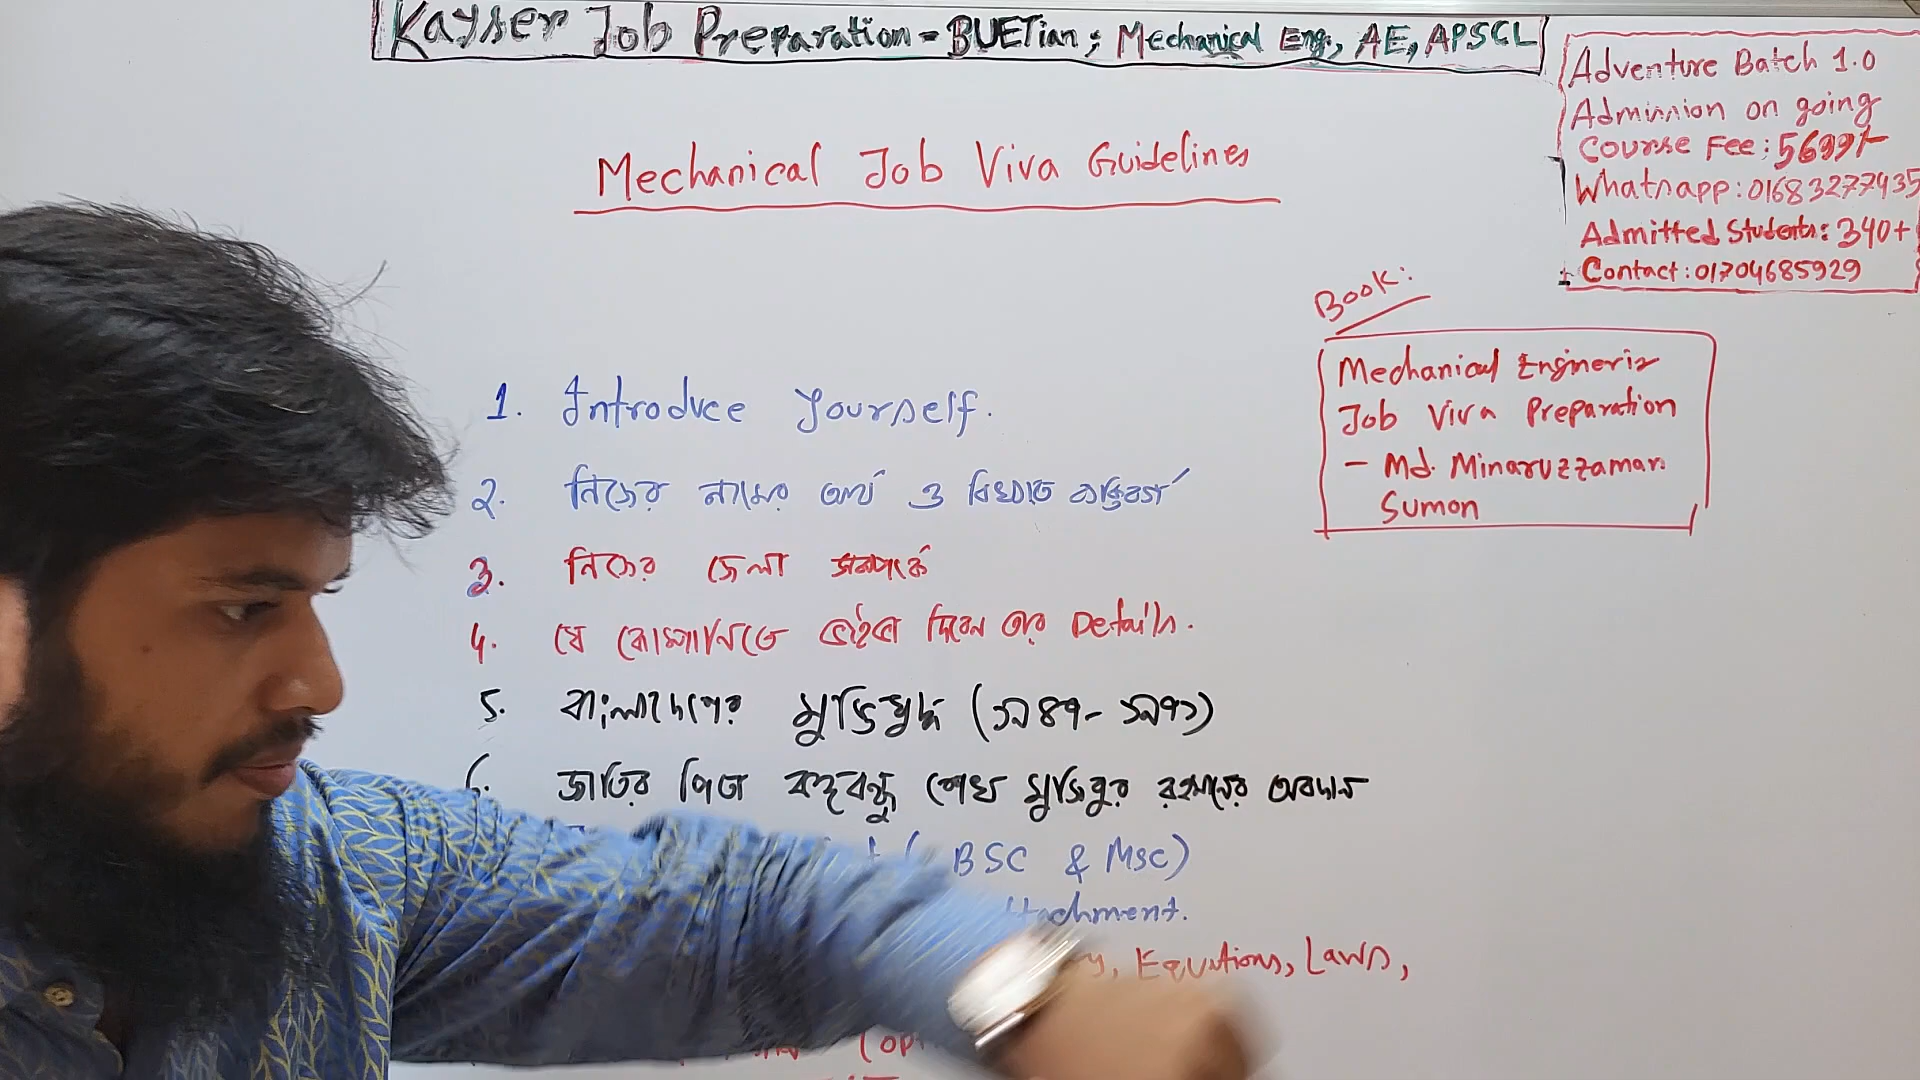 Kayser Job Preparation - BUETian; Mechanical Eng., AE, APSCL
Adventure Batch 1.0
Admission on going
Course Fee: 5699/-
Whatsapp: 01683277435
Admitted Students: 340+
Contact: 01704685929
Mechanical Job Viva Guidelines
Book:
Mechanical Engineeris
Job Viva Preparation
- Md. Minaruzzaman
Sumon
1. Introduce Yourself.
2. নিজের নামের অর্থ ও বিখ্যাত ব্যক্তিবর্গ
3. নিজের জেলা সম্পর্কে
4. যে কোম্পানিতে ভাইভা দিবেন তার Details.
5. বাংলাদেশের মুক্তিযুদ্ধ (১৯৪৭- ১৯৭১)
6. জাতির পিতা বঙ্গবন্ধু শেখ মুজিবুর রহমানের অবদান
BSC & Msc)
Equations, Laws,